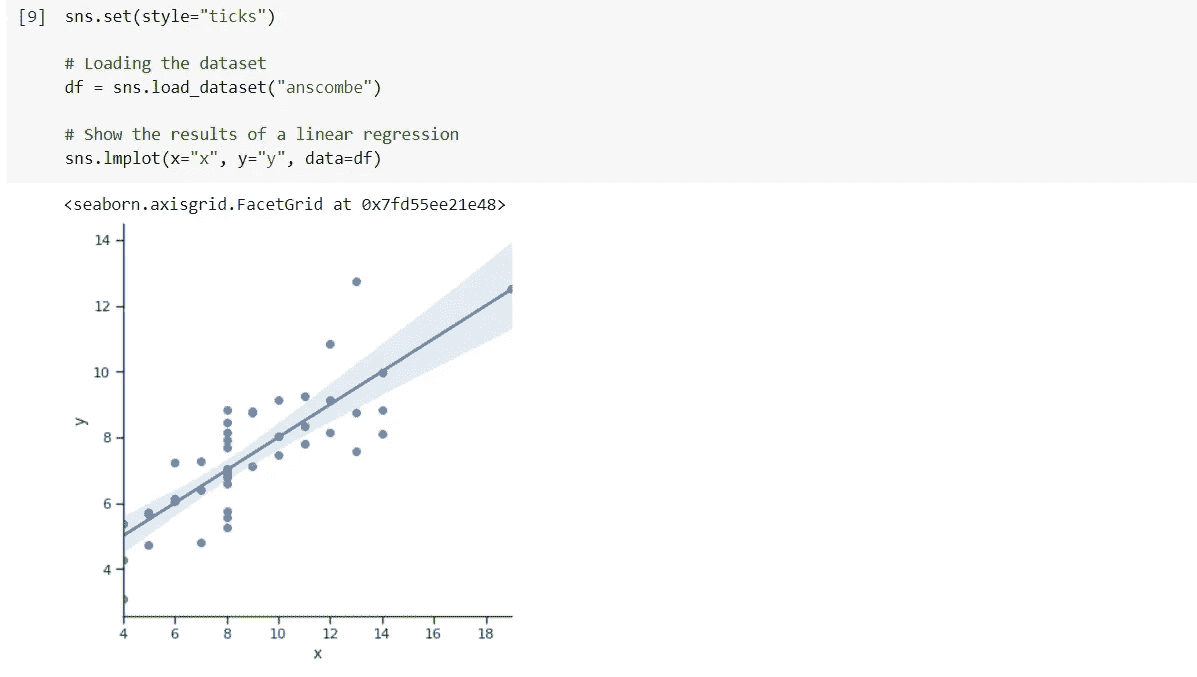 [9] sns.set(style="ticks")
# Loading the dataset
df = sns.load_dataset("anscombe")
# Show the results of a linear regression
sns.lmplot(x="x", y="y", data=df)
<seaborn.axisgrid.FacetGrid at 0x7fd55ee21e48>
14
12
10
8
6
4
y
4 6 8 10 12 14 16 18
x